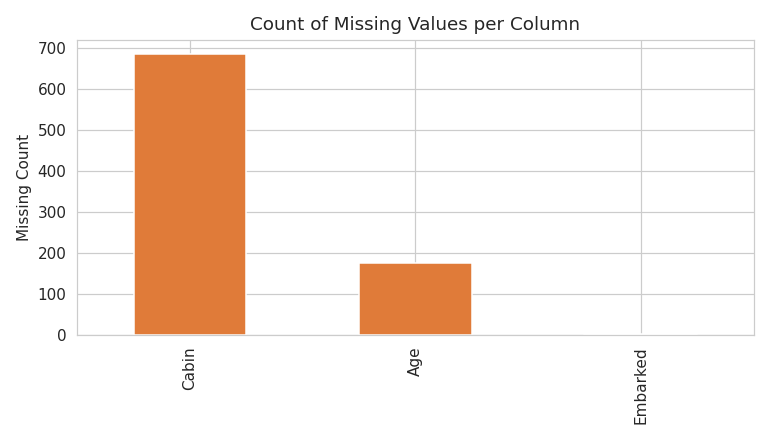 Count of Missing Values per Column
Missing Count
700
600
500
400
300
200
100
0
Cabin
Age
Embarked